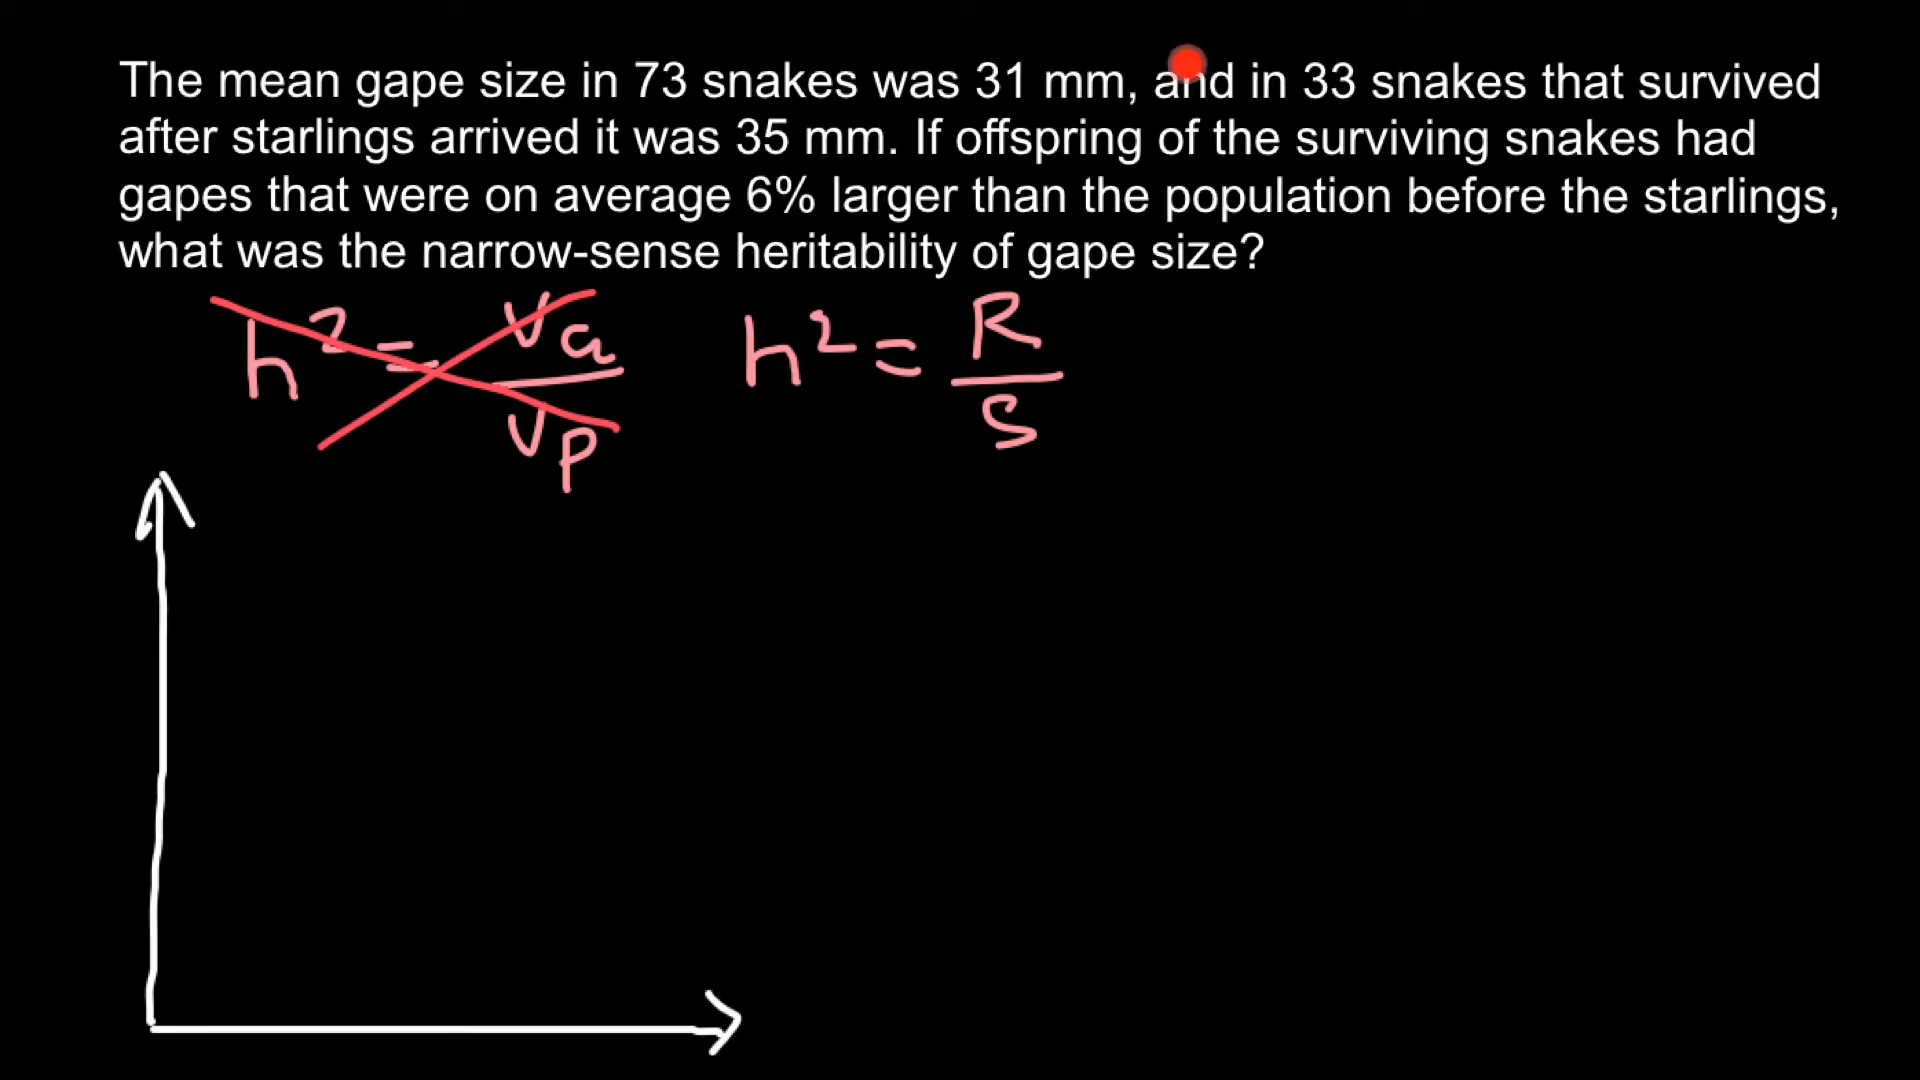 The mean gape size in 73 snakes was 31 mm, and in 33 snakes that survived
after starlings arrived it was 35 mm. If offspring of the surviving snakes had
gapes that were on average 6% larger than the population before the starlings,
what was the narrow-sense heritability of gape size?
h² = Va/Vp h² = R/S